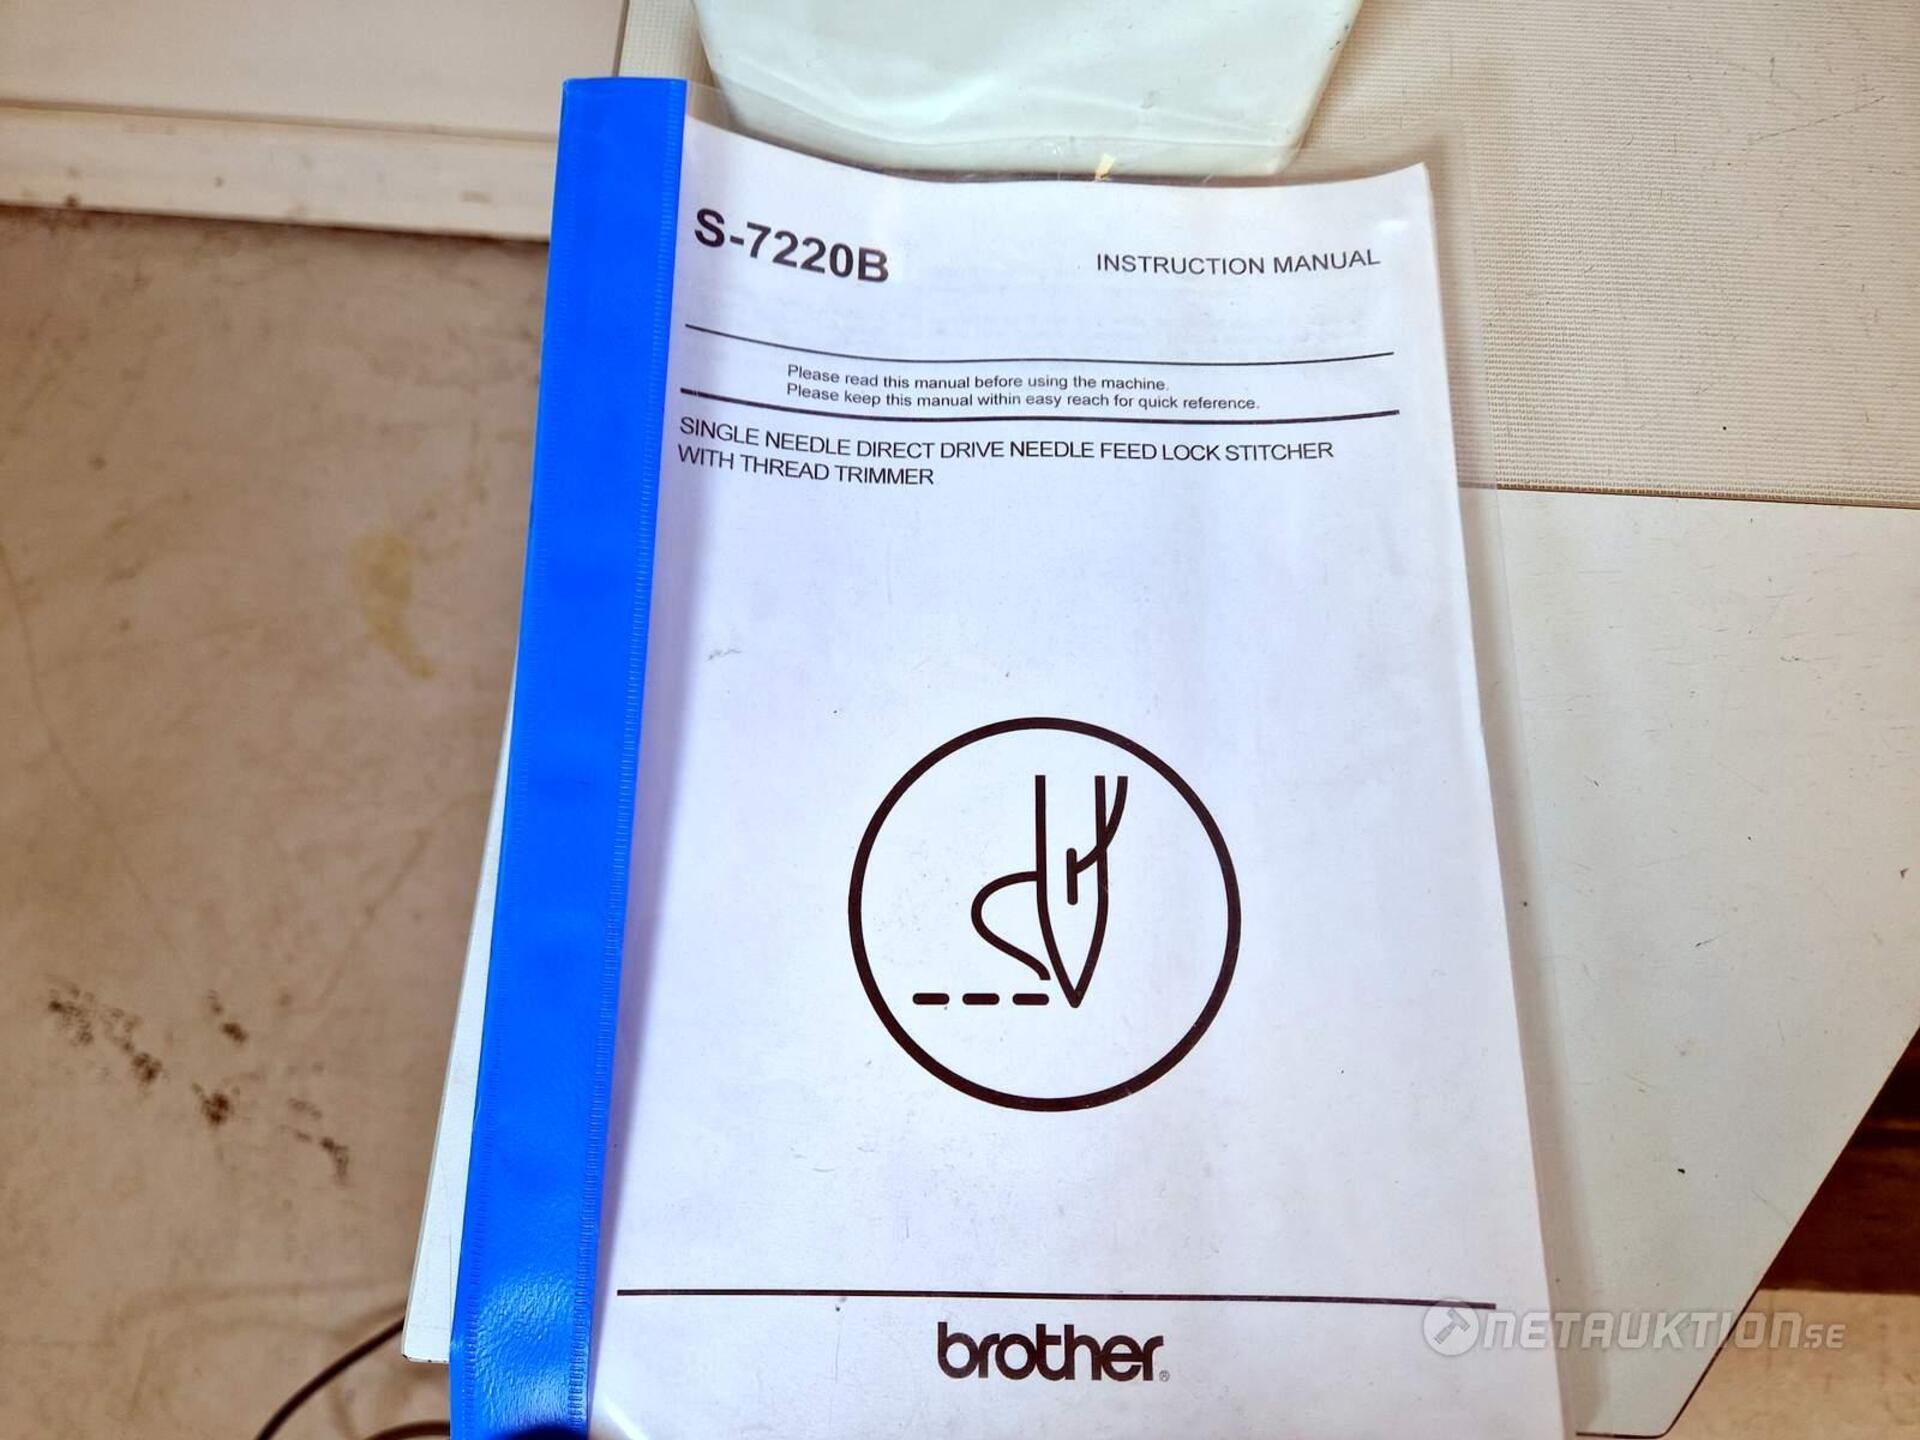 S-7220B
INSTRUCTION MANUAL
Please read this manual before using the machine.
Please keep this manual within easy reach for quick reference.
SINGLE NEEDLE DIRECT DRIVE NEEDLE FEED LOCK STITCHER
WITH THREAD TRIMMER
brother®
NETAUKTION.SE